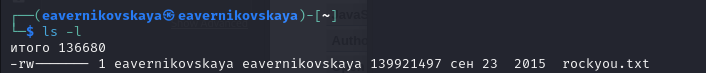 ┌──(eavernikovskaya㉿eavernikovskaya)-[~]
└─$ ls -l
итого 136680
-rw------- 1 eavernikovskaya eavernikovskaya 139921497 сен 23  2015  rockyou.txt